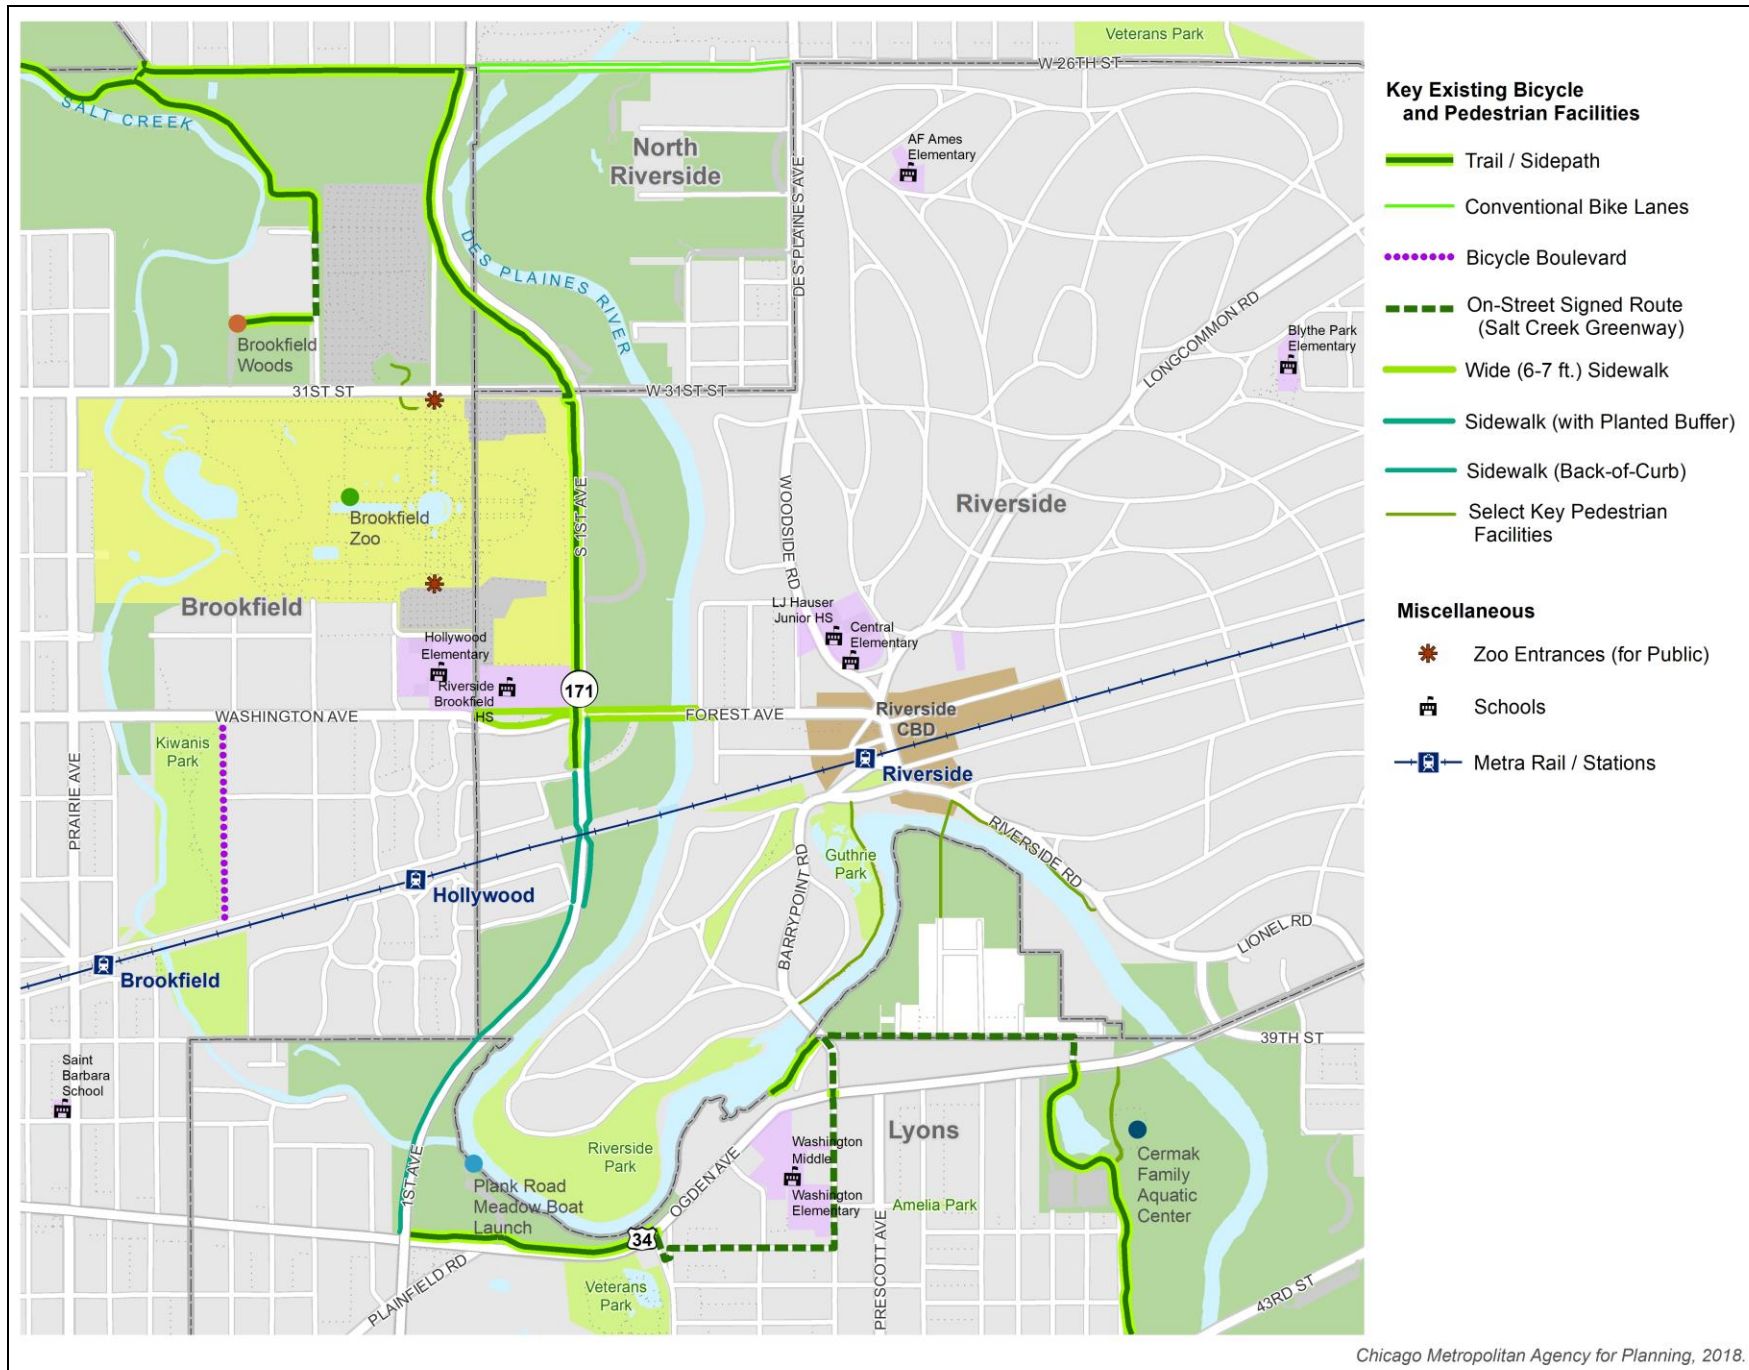 Veterans Park
W 26TH ST
SALT CREEK
North
Riverside
AF Ames
Elementary
DES PLAINES AVE
DES PLAINES RIVER
LONGCOMMON RD
Blythe Park
Elementary
Brookfield
Woods
31ST ST
W 31ST ST
Brookfield
Zoo
S 1ST AVE
WOODSIDE RD
Riverside
Brookfield
LJ Hauser
Junior HS
Central
Elementary
Hollywood
Elementary
Riverside
Brookfield
HS
171
WASHINGTON AVE
FOREST AVE
Riverside
CBD
Kiwanis
Park
Riverside
PRAIRIE AVE
RIVERSIDE RD
Guthrie
Park
BARRYPOINT RD
Hollywood
LIONEL RD
Brookfield
39TH ST
Saint
Barbara
School
Riverside
Park
Washington
Middle
Lyons
Cermak
Family
Aquatic
Center
1ST AVE
Plank Road
Meadow Boat
Launch
OGDEN AVE
Washington
Elementary
Amelia Park
34
PRESCOTT AVE
PLAINFIELD RD
Veterans
Park
43RD ST
Key Existing Bicycle
and Pedestrian Facilities
Trail / Sidepath
Conventional Bike Lanes
Bicycle Boulevard
On-Street Signed Route
(Salt Creek Greenway)
Wide (6-7 ft.) Sidewalk
Sidewalk (with Planted Buffer)
Sidewalk (Back-of-Curb)
Select Key Pedestrian
Facilities
Miscellaneous
Zoo Entrances (for Public)
Schools
Metra Rail / Stations
Chicago Metropolitan Agency for Planning, 2018.